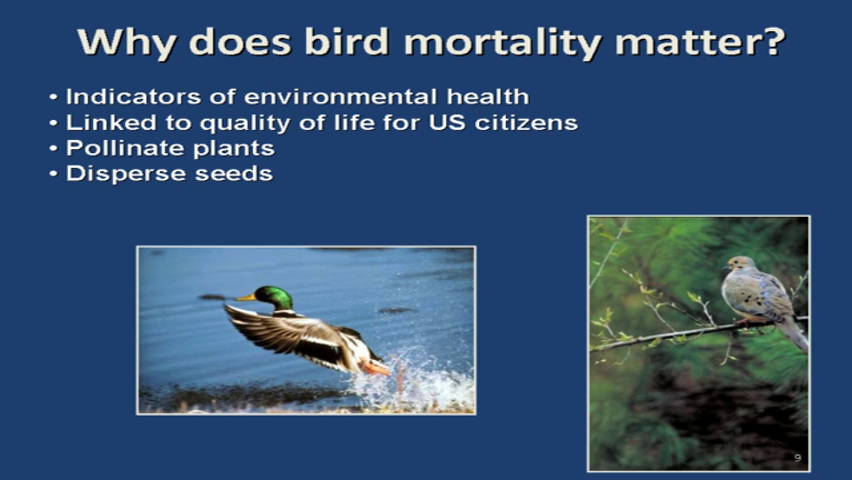 Why does bird mortality matter?
• Indicators of environmental health
• Linked to quality of life for US citizens
• Pollinate plants
• Disperse seeds
9